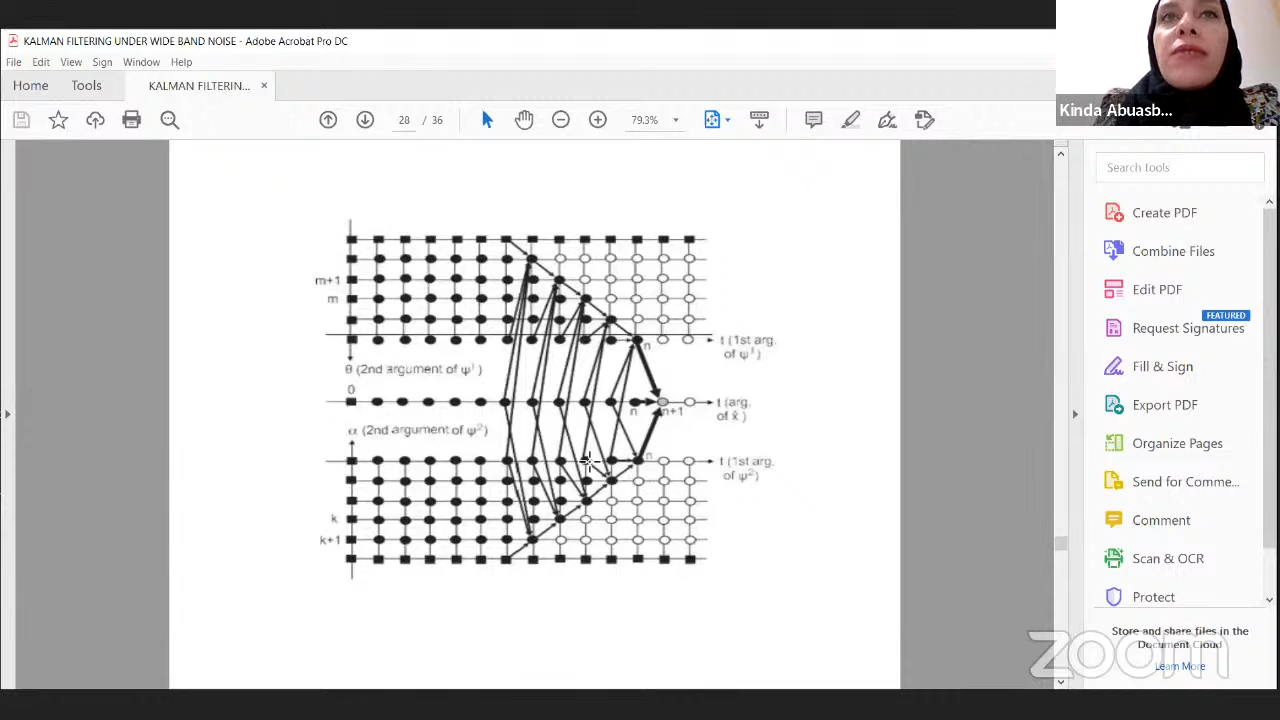 KALMAN FILTERING UNDER WIDE BAND NOISE - Adobe Acrobat Pro DC
File Edit View Sign Window Help
Home Tools KALMAN FILTERIN... ×
28 / 36 79.3%
Kinda Abuasb...
Search tools
Create PDF
Combine Files
Edit PDF
FEATURED
Request Signatures
Fill & Sign
Export PDF
Organize Pages
Send for Comme...
Comment
Scan & OCR
Protect
Store and share files in the
Document Cloud
Learn More
m+1
m
n
t (1st arg.
of ψ¹)
θ (2nd argument of ψ¹)
0
n
n+1
t (arg.
of x̂)
α (2nd argument of ψ²)
n
t (1st arg.
of ψ²)
k
k+1
zoom